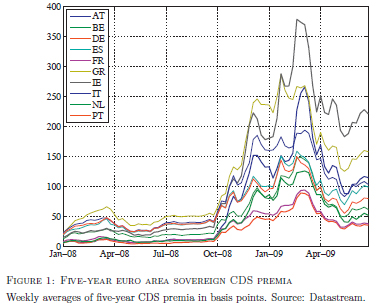 400
350
300
250
200
150
100
50
0
AT
BE
DE
ES
FR
GR
IE
IT
NL
PT
Jan−08 Apr−08 Jul−08 Oct−08 Jan−09 Apr−09
FIGURE 1: FIVE-YEAR EURO AREA SOVEREIGN CDS PREMIA
Weekly averages of five-year CDS premia in basis points. Source: Datastream.